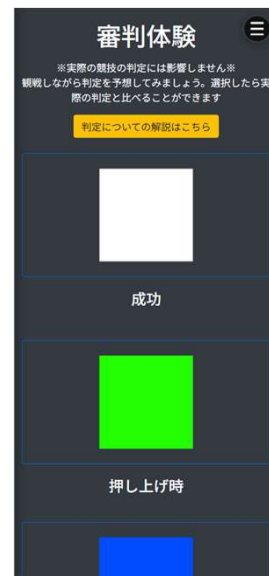 審判体験
※実際の競技の判定には影響しません※
観戦しながら判定を予想してみましょう。選択したら実
際の判定と比べることができます
判定についての解説はこちら
成功
押し上げ時